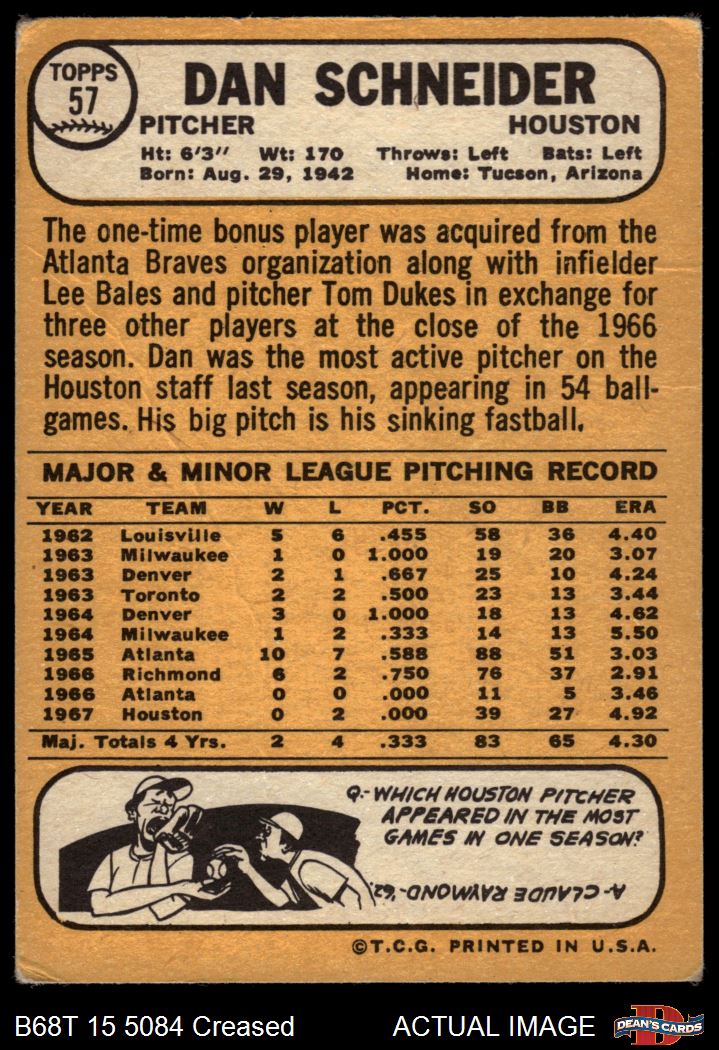 TOPPS
57
DAN SCHNEIDER
PITCHER HOUSTON
Ht: 6'3" Wt: 170 Throws: Left Bats: Left
Born: Aug. 29, 1942 Home: Tucson, Arizona
The one-time bonus player was acquired from the
Atlanta Braves organization along with infielder
Lee Bales and pitcher Tom Dukes in exchange for
three other players at the close of the 1966
season. Dan was the most active pitcher on the
Houston staff last season, appearing in 54 ball-
games. His big pitch is his sinking fastball.
MAJOR & MINOR LEAGUE PITCHING RECORD
YEAR TEAM W L PCT. SO BB ERA
1962 Louisville 5 6 .455 58 36 4.40
1963 Milwaukee 1 0 1.000 19 20 3.07
1963 Denver 2 1 .667 25 10 4.24
1963 Toronto 2 2 .500 23 13 3.44
1964 Denver 3 0 1.000 18 13 4.62
1964 Milwaukee 1 2 .333 14 13 5.50
1965 Atlanta 10 7 .588 88 51 3.03
1966 Richmond 6 2 .750 76 37 2.91
1966 Atlanta 0 0 .000 11 5 3.46
1967 Houston 0 2 .000 39 27 4.92
Maj. Totals 4 Yrs. 2 4 .333 83 65 4.30
Q.- WHICH HOUSTON PITCHER
APPEARED IN THE MOST
GAMES IN ONE SEASON?
A- CLAUDE RAYMOND-'62.
©T.C.G. PRINTED IN U.S.A.
B68T 15 5084 Creased ACTUAL IMAGE DEAN'S CARDS